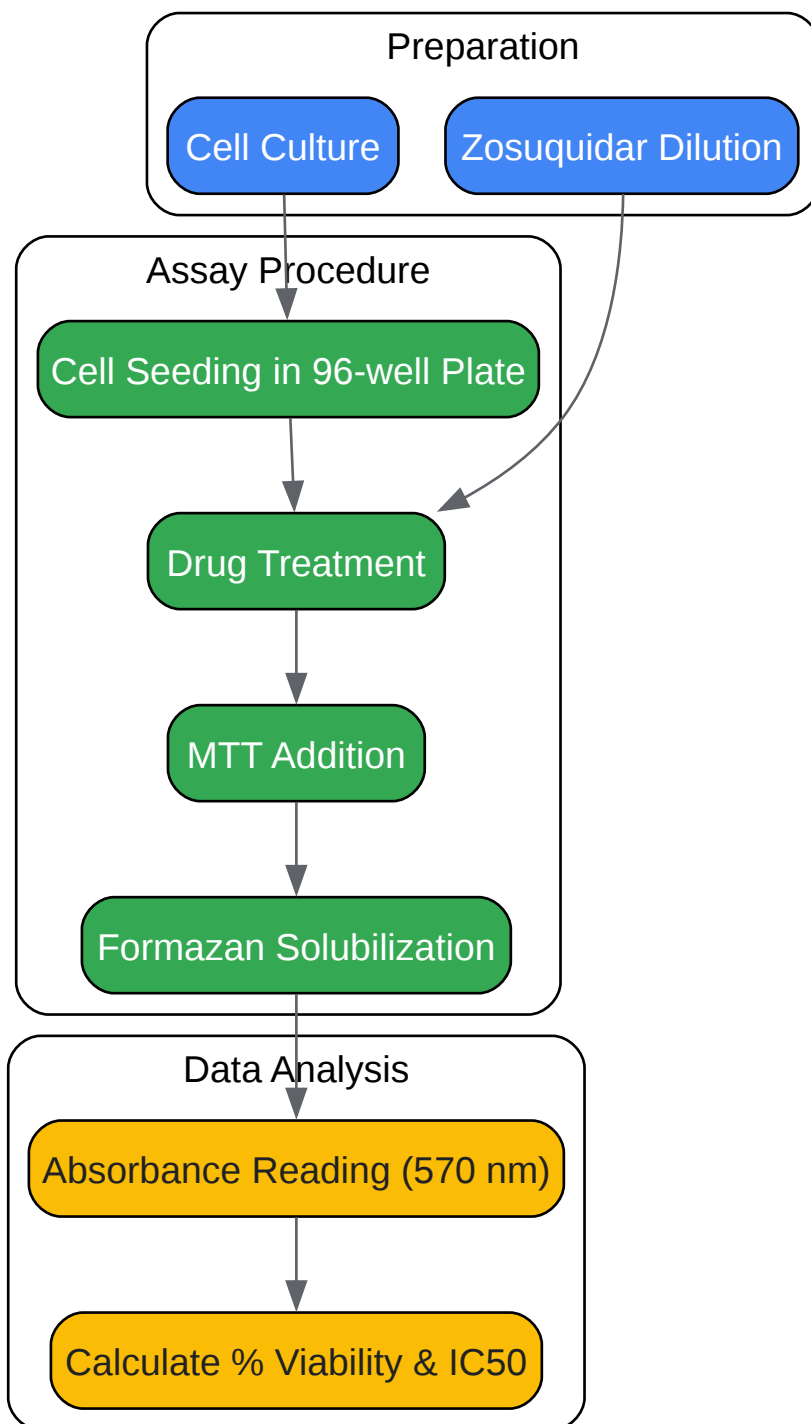 Preparation
Cell Culture
Zosuquidar Dilution
Assay Procedure
Cell Seeding in 96-well Plate
Drug Treatment
MTT Addition
Formazan Solubilization
Data Analysis
Absorbance Reading (570 nm)
Calculate % Viability & IC50